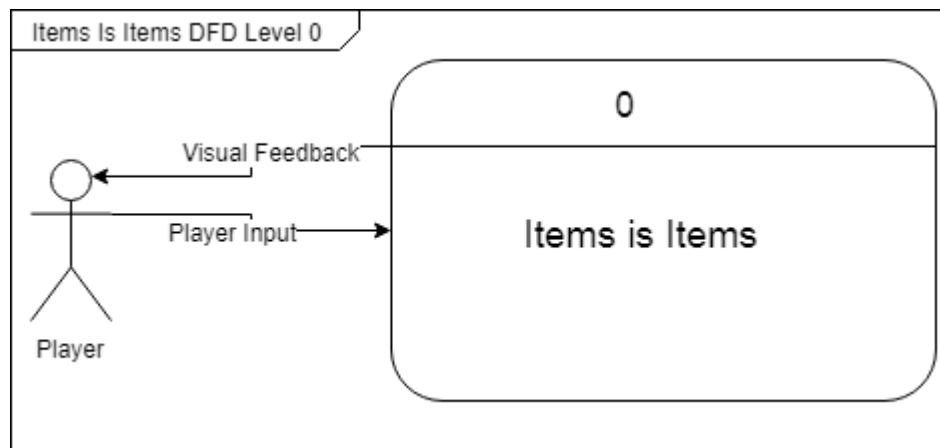 Items Is Items DFD Level 0
0
Visual Feedback
Player Input
Items is Items
Player